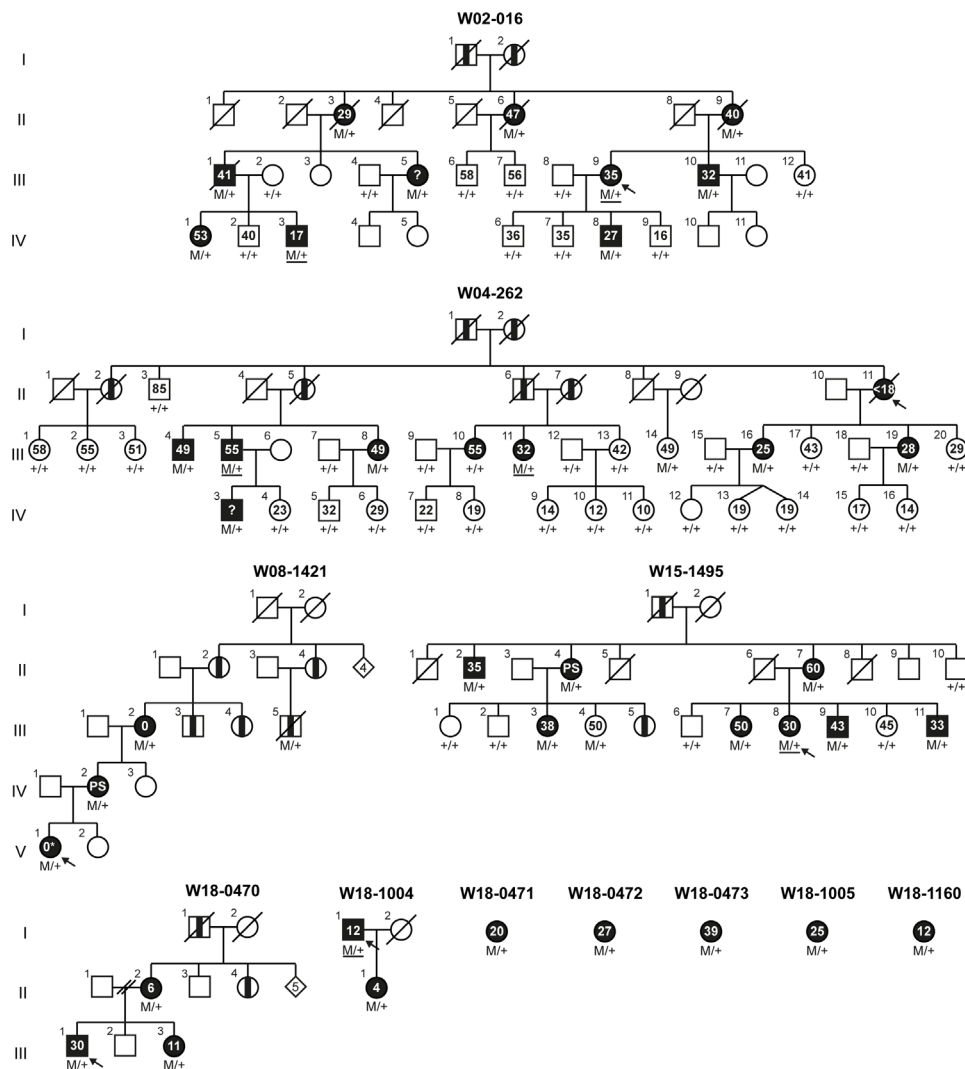 W02-016
I 1 2
II 1 2 3 4 5 6 8 9
29 47 40
M/+ M/+ M/+
III 1 2 3 4 5 6 7 8 9 10 11 12
41 ? 58 56 35 32 41
M/+ +/+ +/+ M/+ +/+ +/+ +/+ M/+ M/+ +/+
IV 1 2 3 4 5 6 7 8 9 10 11
53 40 17 36 35 27 16
M/+ +/+ M/+ +/+ +/+ M/+ +/+
W04-262
I 1 2
II 1 2 3 4 5 6 7 8 9 10 11
85 <18
+/+
III 1 2 3 4 5 6 7 8 9 10 11 12 13 14 15 16 17 18 19 20
58 55 51 49 55 49 55 32 42 49 25 43 28 29
+/+ +/+ +/+ M/+ M/+ +/+ M/+ +/+ M/+ M/+ +/+ +/+ M/+ +/+ M/+ +/+ +/+ M/+ +/+
IV 3 4 5 6 7 8 9 10 11 12 13 14 15 16
? 23 32 29 22 19 14 12 10 19 19 17 14
M/+ +/+ +/+ +/+ +/+ +/+ +/+ +/+ +/+ +/+ +/+ +/+ +/+ +/+
W08-1421
I 1 2
II 1 2 3 4
4
III 1 2 3 4 5
0
M/+ M/+
IV 1 2 3
PS
M/+
V 1 2
0*
M/+
W15-1495
1 2
1 2 3 4 5 6 7 8 9 10
35 PS 60
M/+ M/+ M/+ +/+
1 2 3 4 5 6 7 8 9 10 11
38 50 50 30 43 45 33
+/+ +/+ M/+ M/+ +/+ M/+ M/+ M/+ +/+ M/+
W18-0470
I 1 2
II 1 2 3 4
6 5
M/+
III 1 2 3
30 11
M/+ M/+
W18-1004
1 2
12
M/+
1
4
M/+
W18-0471
20
M/+
W18-0472
27
M/+
W18-0473
39
M/+
W18-1005
25
M/+
W18-1160
12
M/+